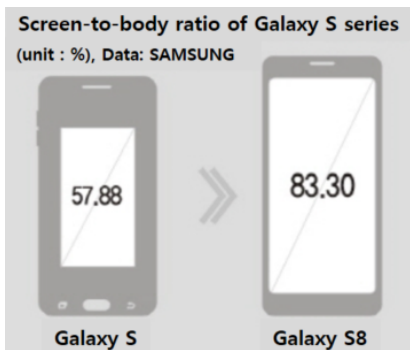 Screen-to-body ratio of Galaxy S series
(unit : %), Data: SAMSUNG
57.88
83.30
Galaxy S
Galaxy S8